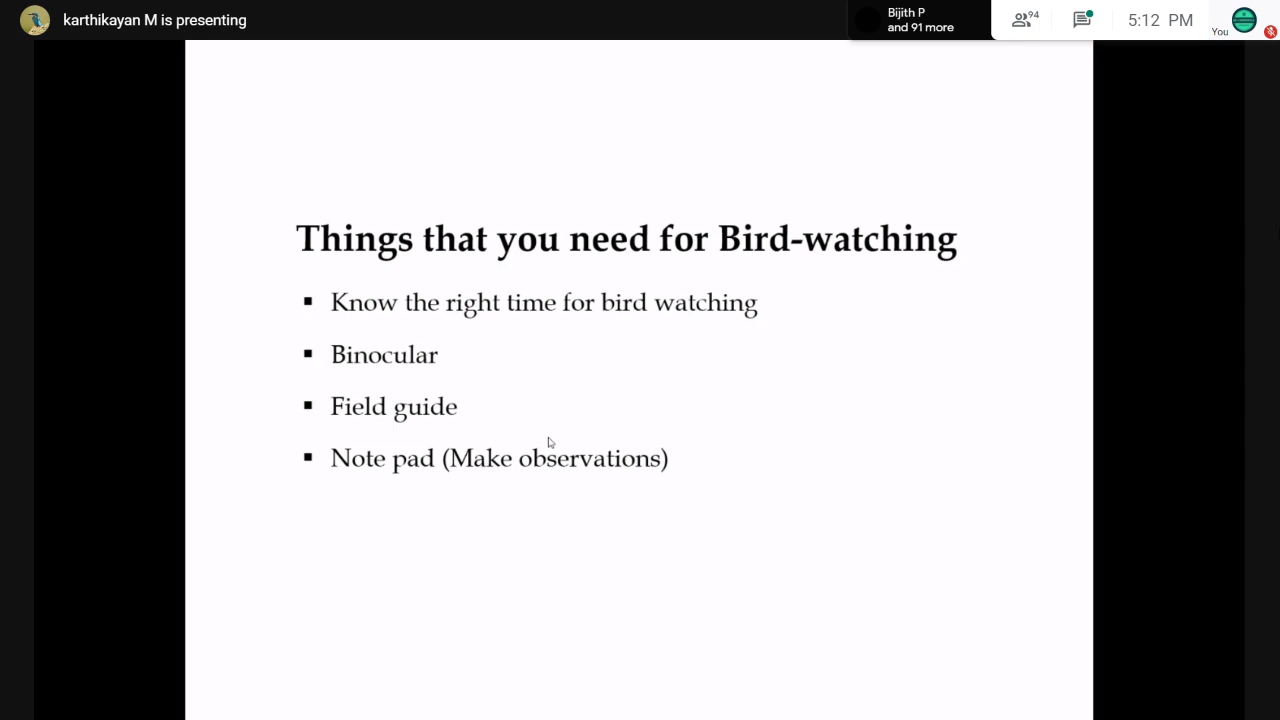 karthikayan M is presenting
Bijith P
and 91 more
94
5:12 PM
You
Things that you need for Bird-watching
▪ Know the right time for bird watching
▪ Binocular
▪ Field guide
▪ Note pad (Make observations)